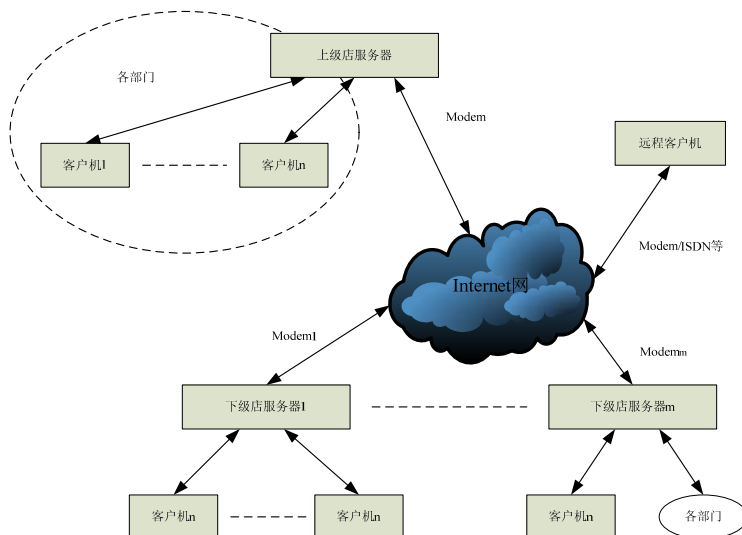 上级店服务器
各部门
Modem
客户机1
客户机n
远程客户机
Modem/ISDN等
Internet网
Modem1
Modemm
下级店服务器1
下级店服务器m
客户机n
客户机n
客户机n
各部门